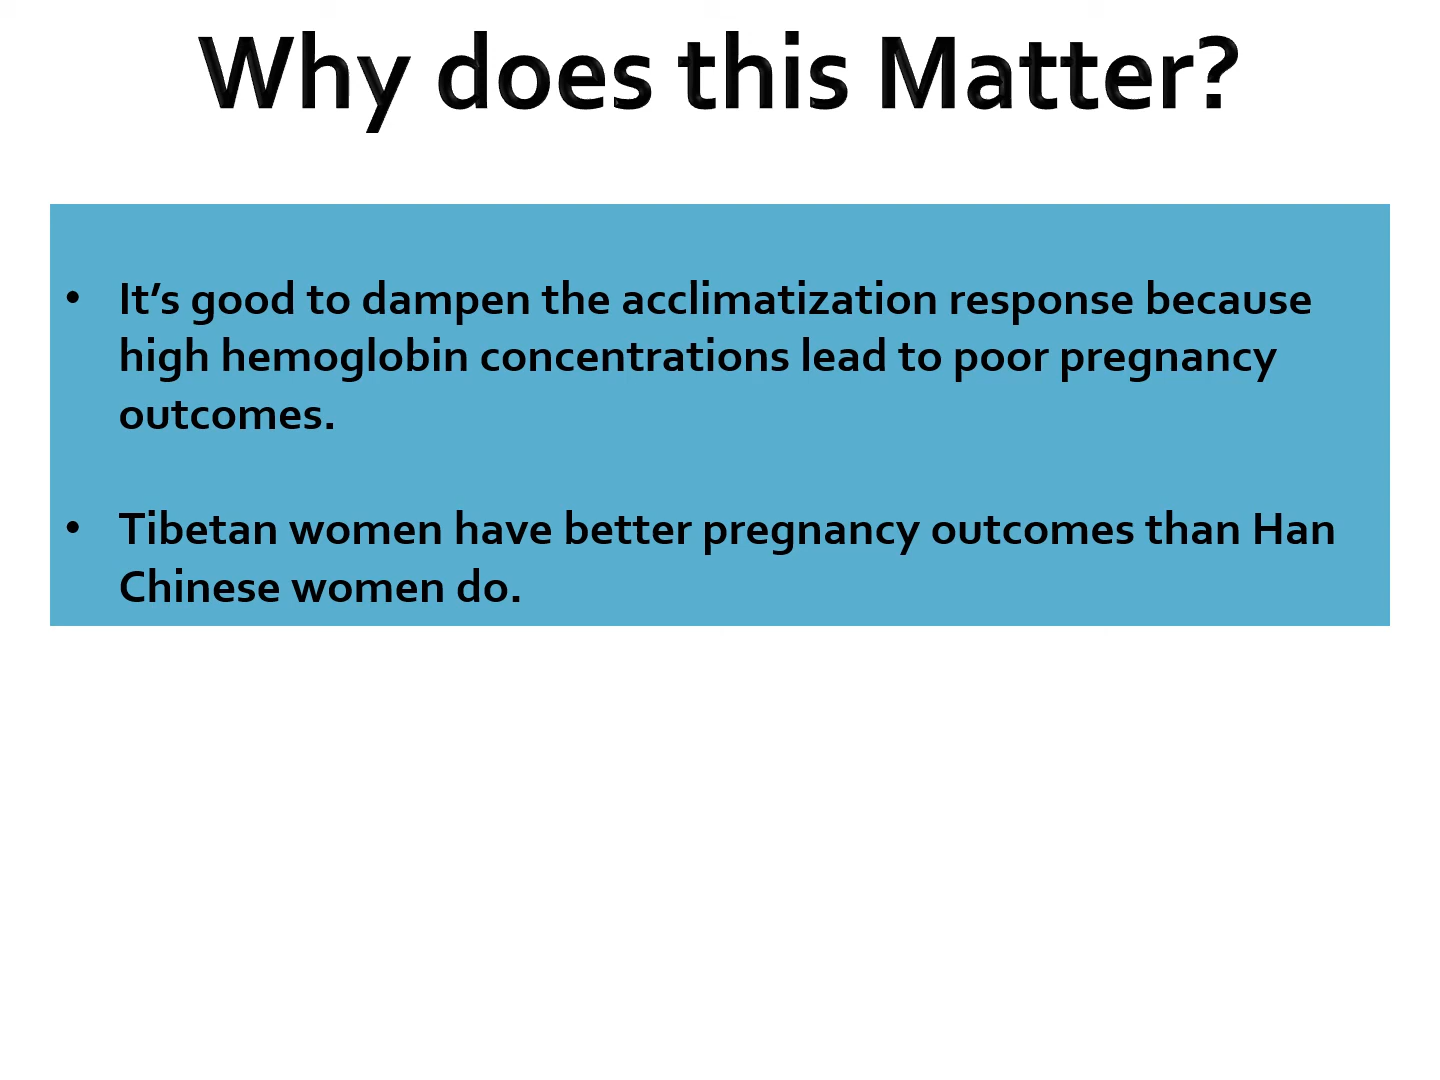 Why does this Matter?
• It’s good to dampen the acclimatization response because
high hemoglobin concentrations lead to poor pregnancy
outcomes.
• Tibetan women have better pregnancy outcomes than Han
Chinese women do.